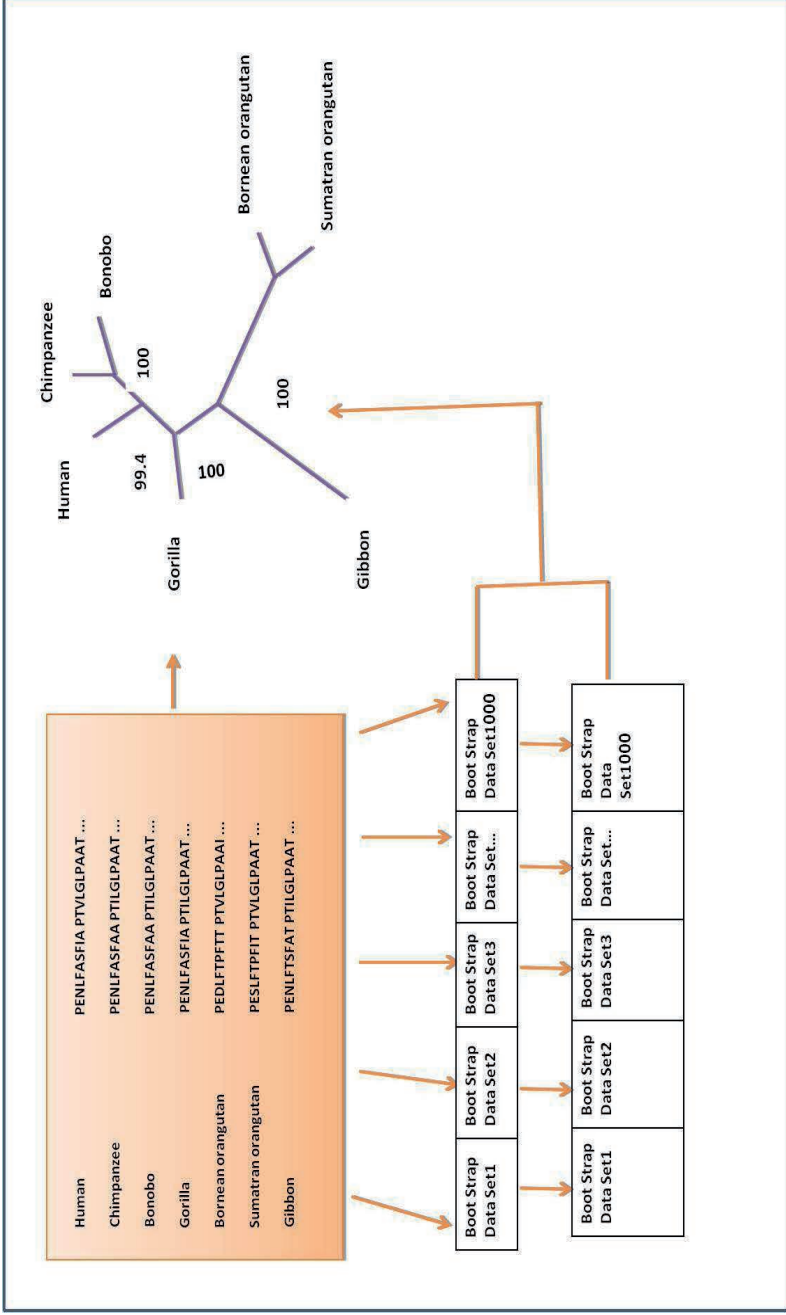 Human PENLFASFIA PTVLGLPAAT ...
Chimpanzee PENLFASFAA PTILGLPAAT ...
Bonobo PENLFASFAA PTILGLPAAT ...
Gorilla PENLFASFIA PTILGLPAAT ...
Bornean orangutan PEDLFTPFTT PTVLGLPAAI ...
Sumatran orangutan PESLFTPFIT PTVLGLPAAT ...
Gibbon PENLFTSFAT PTILGLPAAT ...
Chimpanzee
Human
Bonobo
99.4
100
Gorilla
100
Bornean orangutan
100
Sumatran orangutan
Gibbon
Boot Strap
Data Set1
Boot Strap
Data Set2
Boot Strap
Data Set3
Boot Strap
Data Set...
Boot Strap
Data Set1000
Boot Strap
Data Set1
Boot Strap
Data Set2
Boot Strap
Data Set3
Boot Strap
Data Set...
Boot Strap
Data
Set1000